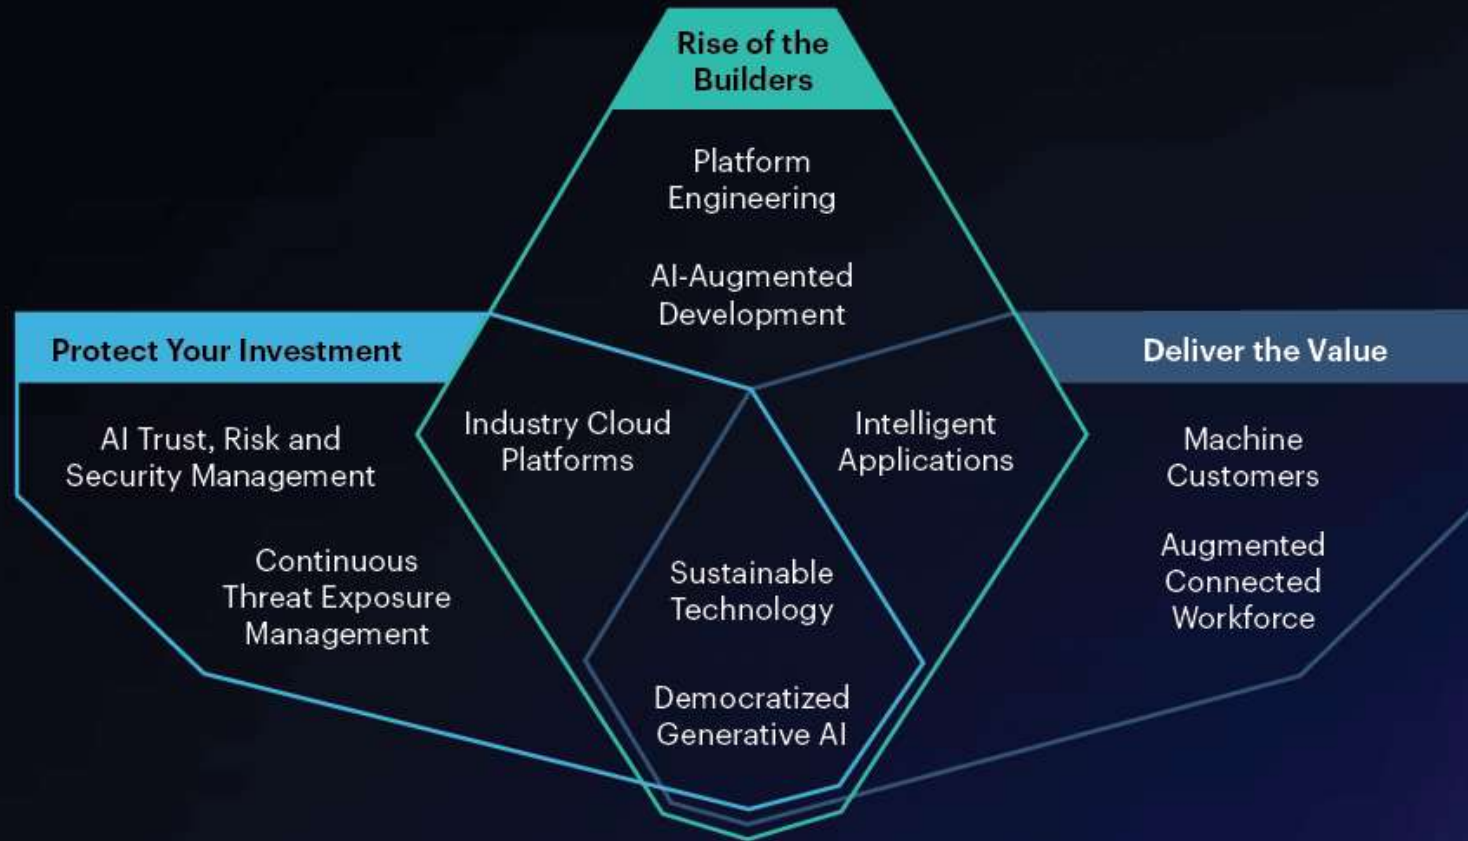 Rise of the
Builders
Platform
Engineering
AI-Augmented
Development
Protect Your Investment
AI Trust, Risk and
Security Management
Continuous
Threat Exposure
Management
Industry Cloud
Platforms
Intelligent
Applications
Sustainable
Technology
Democratized
Generative AI
Deliver the Value
Machine
Customers
Augmented
Connected
Workforce